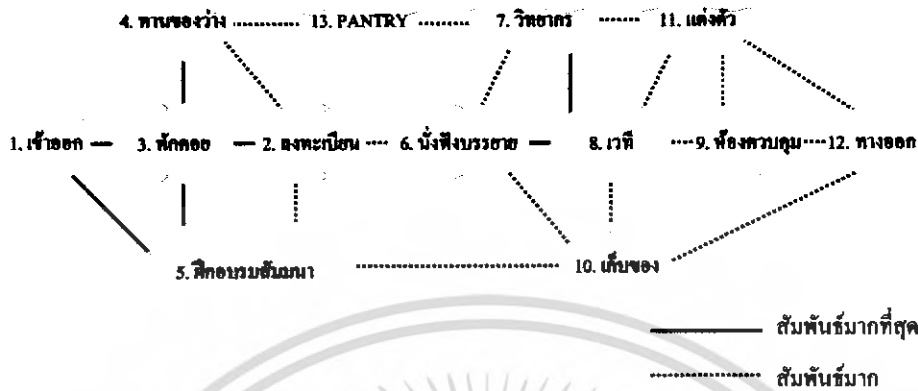 4. ทานของว่าง 13. PANTRY 7. วิทยากร 11. แต่งตัว
1. เข้าออก 3. พักคอย 2. ลงทะเบียน 6. นั่งฟังบรรยาย 8. เวที 9. ห้องควบคุม 12. ทางออก
5. ฝึกอบรมสัมมนา 10. เก็บของ
สัมพันธ์มากที่สุด
สัมพันธ์มาก